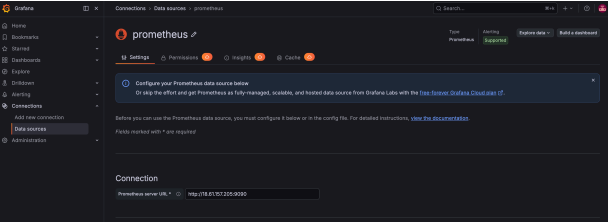 Grafana
Connections > Data sources > prometheus
Search...
Home
Bookmarks
Starred
Dashboards
Explore
Drilldown
Alerting
Connections
Add new connection
Data sources
Administration
prometheus
Type
Prometheus
Alerting
Supported
Explore data
Build a dashboard
Settings
Permissions
Insights
Cache
Configure your Prometheus data source below
Or skip the effort and get Prometheus as fully-managed, scalable, and hosted data source from Grafana Labs with the free-forever Grafana Cloud plan.
Before you can use the Prometheus data source, you must configure it below or in the config file. For detailed instructions, view the documentation.
Fields marked with * are required
Connection
Prometheus server URL *
http://18.61.157.205:9090